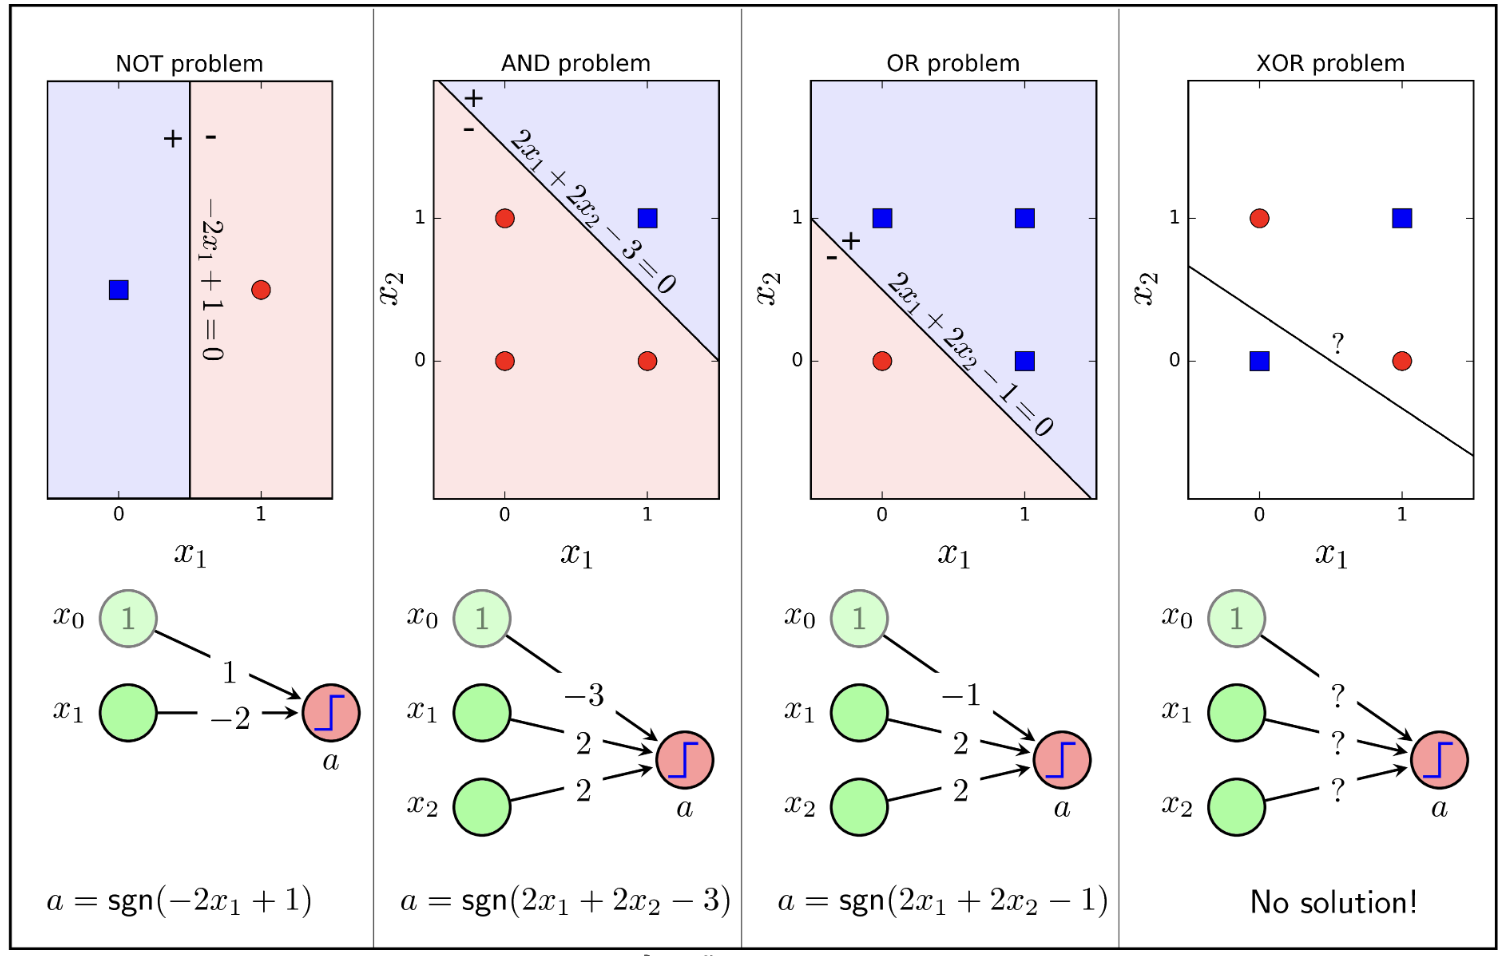 NOT problem
+ -
−2x₁ + 1 = 0
0 1
x₁
x₀ 1
1
x₁ −2
a
a = sgn(−2x₁ + 1)
AND problem
+
-
2x₁ + 2x₂ − 3 = 0
1
x₂
0
0 1
x₁
x₀ 1
−3
x₁
2
2
x₂ a
a = sgn(2x₁ + 2x₂ − 3)
OR problem
1
+
-
x₂
2x₁ + 2x₂ − 1 = 0
0
0 1
x₁
x₀ 1
−1
x₁
2
2
x₂ a
a = sgn(2x₁ + 2x₂ − 1)
XOR problem
1
x₂
?
0
0 1
x₁
x₀ 1
?
x₁
?
?
x₂ a
No solution!